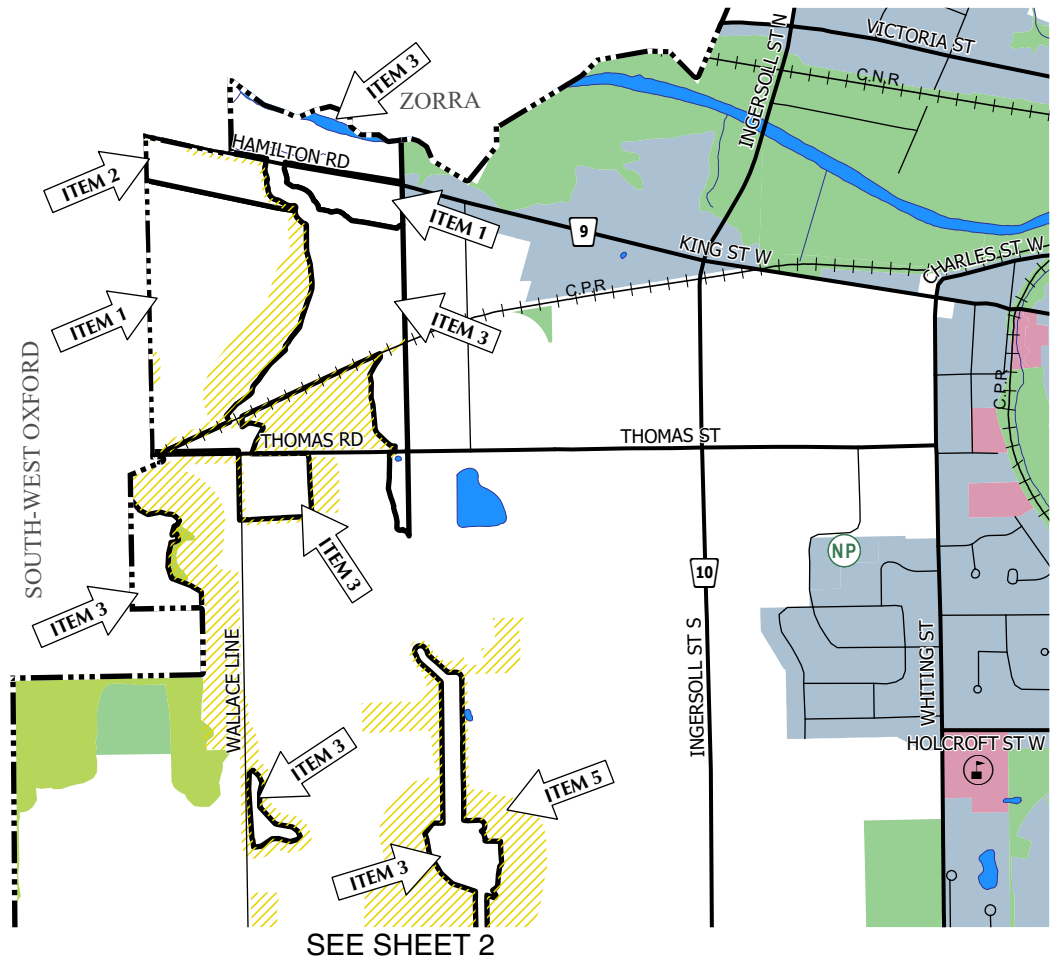 VICTORIA ST
INGERSOLL ST N
C.N.R.
ITEM 3
ZORRA
HAMILTON RD
ITEM 2
ITEM 1
9
KING ST W
CHARLES ST W
C.P.R
ITEM 1
ITEM 3
C.P.R
SOUTH-WEST OXFORD
THOMAS RD
THOMAS ST
ITEM 3
NP
10
ITEM 3
WALLACE LINE
INGERSOLL ST S
WHITING ST
HOLCROFT ST W
ITEM 3
ITEM 5
ITEM 3
SEE SHEET 2